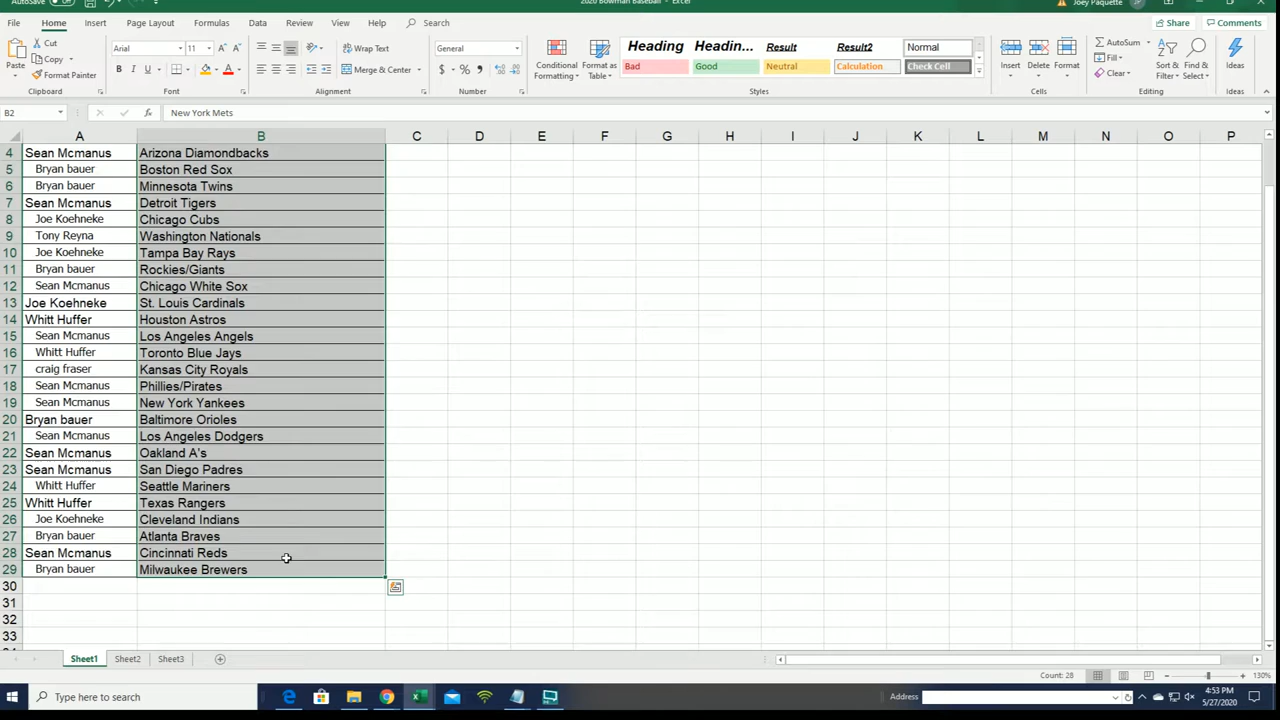 AutoSave
2020 Bowman Baseball - Excel
Joey Paquette
JP
File Home Insert Page Layout Formulas Data Review View Help Search Share Comments
Paste Cut Copy Format Painter
Arial 11
B I U A
Wrap Text
Merge & Center
General
$ % ,
Conditional Formatting
Format as Table
Heading Headin... Result Result2 Normal
Bad Good Neutral Calculation Check Cell
Insert Delete Format
AutoSum Fill Clear
Sort & Filter Find & Select Ideas
Clipboard Font Alignment Number Styles Cells Editing Ideas
B2 fx New York Mets
A B C D E F G H I J K L M N O P
4 Sean Mcmanus Arizona Diamondbacks
5 Bryan bauer Boston Red Sox
6 Bryan bauer Minnesota Twins
7 Sean Mcmanus Detroit Tigers
8 Joe Koehneke Chicago Cubs
9 Tony Reyna Washington Nationals
10 Joe Koehneke Tampa Bay Rays
11 Bryan bauer Rockies/Giants
12 Sean Mcmanus Chicago White Sox
13 Joe Koehneke St. Louis Cardinals
14 Whitt Huffer Houston Astros
15 Sean Mcmanus Los Angeles Angels
16 Whitt Huffer Toronto Blue Jays
17 craig fraser Kansas City Royals
18 Sean Mcmanus Phillies/Pirates
19 Sean Mcmanus New York Yankees
20 Bryan bauer Baltimore Orioles
21 Sean Mcmanus Los Angeles Dodgers
22 Sean Mcmanus Oakland A's
23 Sean Mcmanus San Diego Padres
24 Whitt Huffer Seattle Mariners
25 Whitt Huffer Texas Rangers
26 Joe Koehneke Cleveland Indians
27 Bryan bauer Atlanta Braves
28 Sean Mcmanus Cincinnati Reds
29 Bryan bauer Milwaukee Brewers
30
31
32
33
Sheet1 Sheet2 Sheet3
Count: 28 130%
Type here to search
Address
4:53 PM
5/27/2020